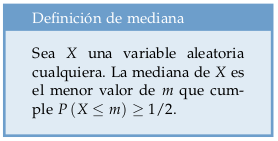 Definición de mediana
Sea X una variable aleatoria
cualquiera. La mediana de X es
el menor valor de m que cum-
ple P (X ≤ m) ≥ 1/2.